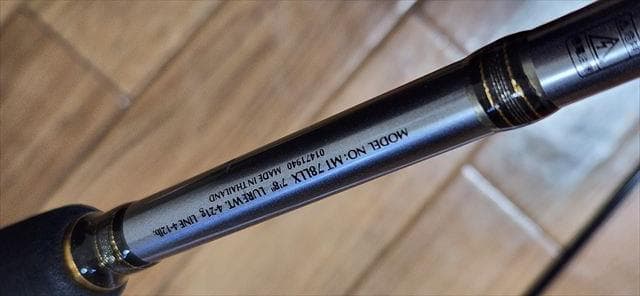 MODEL NO: MT 78LLX 7'8" LURE WT. 4-21g LINE 4-12lb.
01471940 MADE IN THAILAND